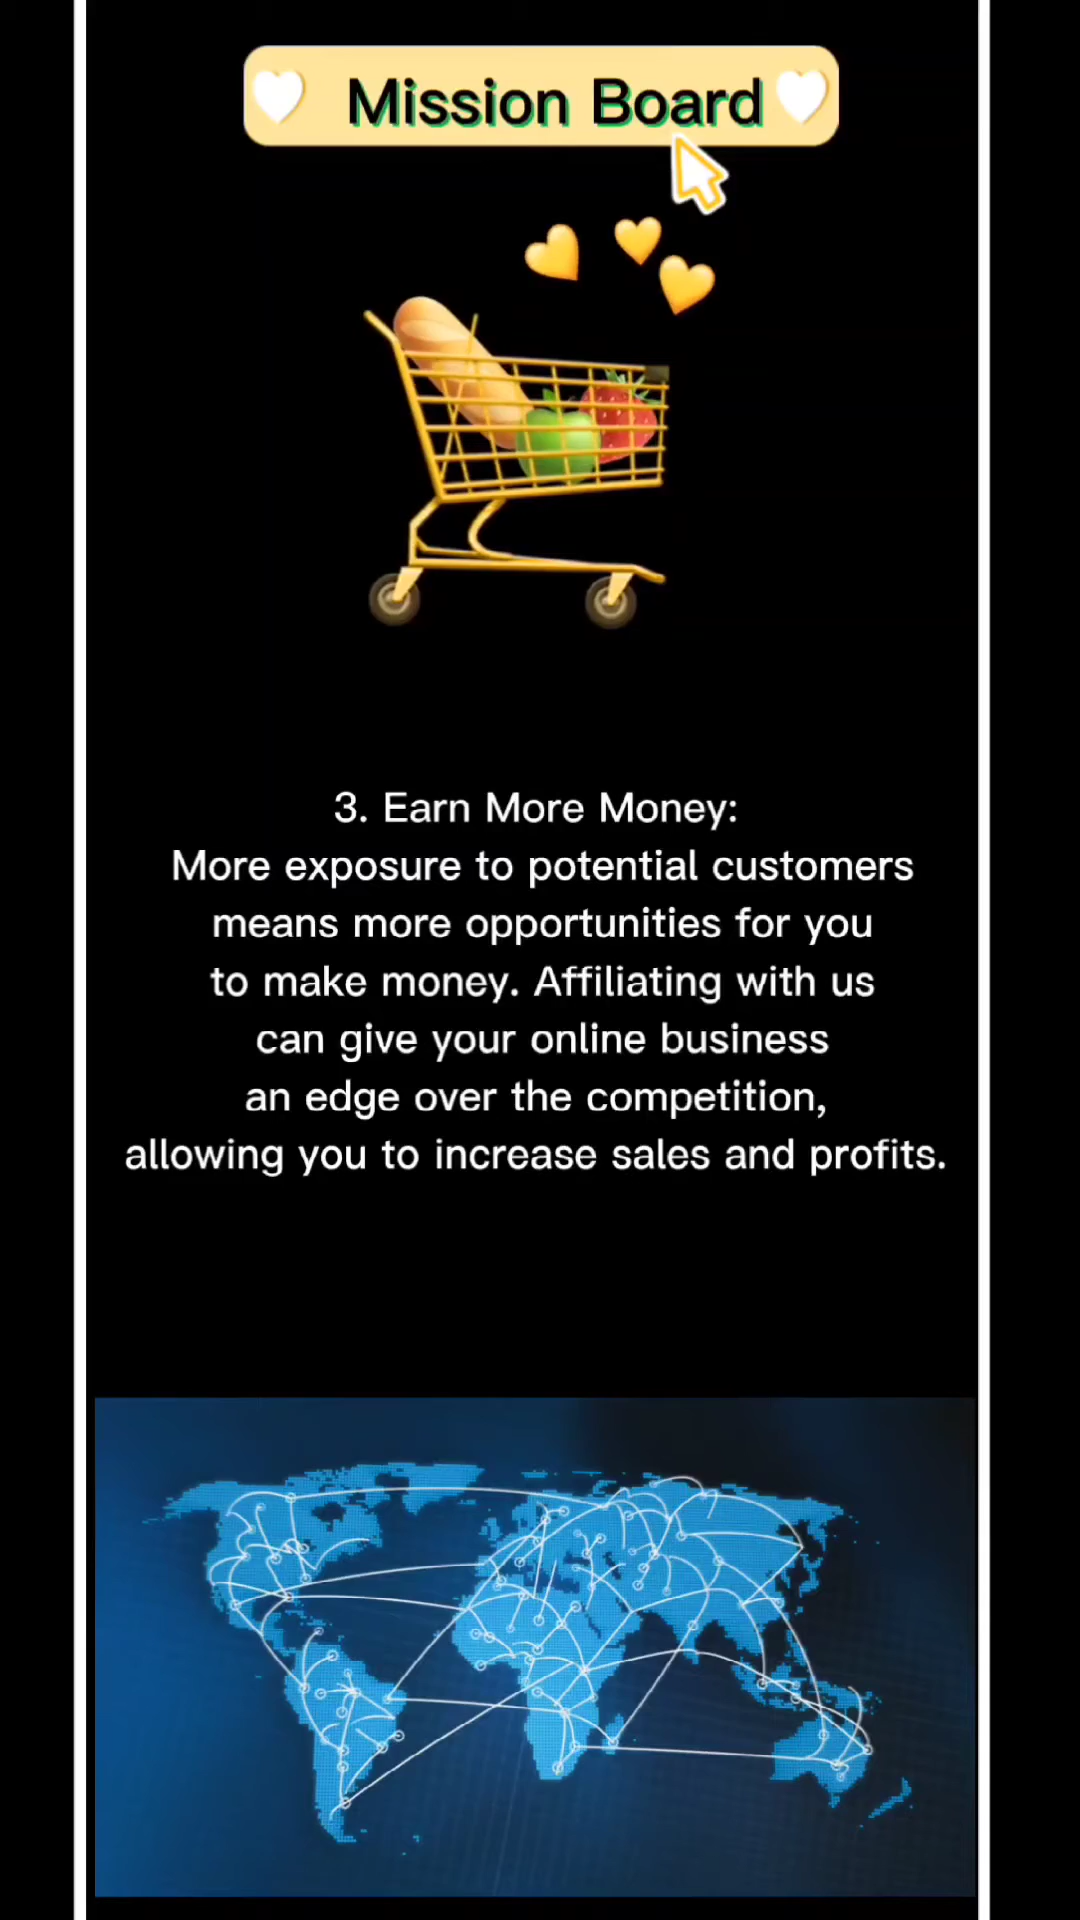 Mission Board
3. Earn More Money:
More exposure to potential customers
means more opportunities for you
to make money. Affiliating with us
can give your online business
an edge over the competition,
allowing you to increase sales and profits.